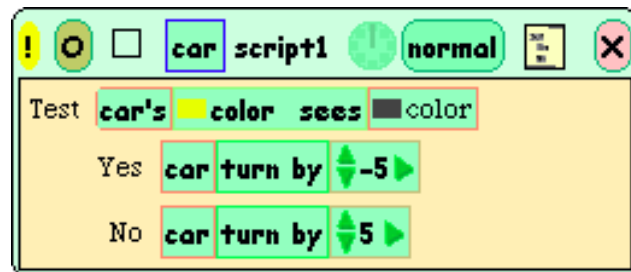 ! O car script1 normal
Test car's color sees color
Yes car turn by -5
No car turn by 5